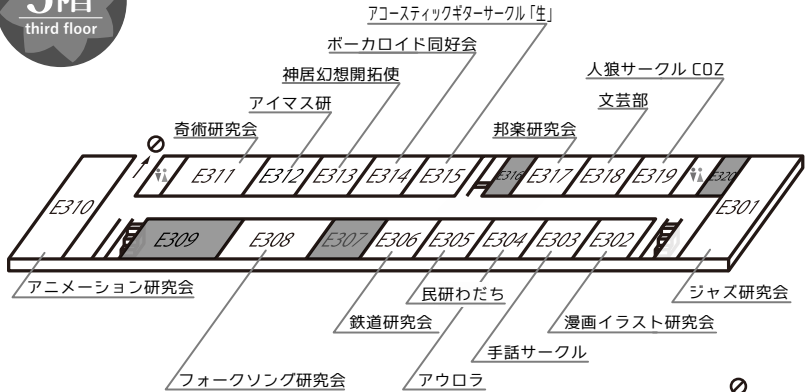 3階
third floor
アコースティックギターサークル「生」
ボーカロイド同好会
神居幻想開拓使
アイマス研
奇術研究会
人狼サークル COZ
文芸部
邦楽研究会
E311
E312
E313
E314
E315
E316
E317
E318
E319
E320
E310
E301
E309
E308
E307
E306
E305
E304
E303
E302
アニメーション研究会
民研わだち
ジャズ研究会
鉄道研究会
漫画イラスト研究会
手話サークル
フォークソング研究会
アウロラ